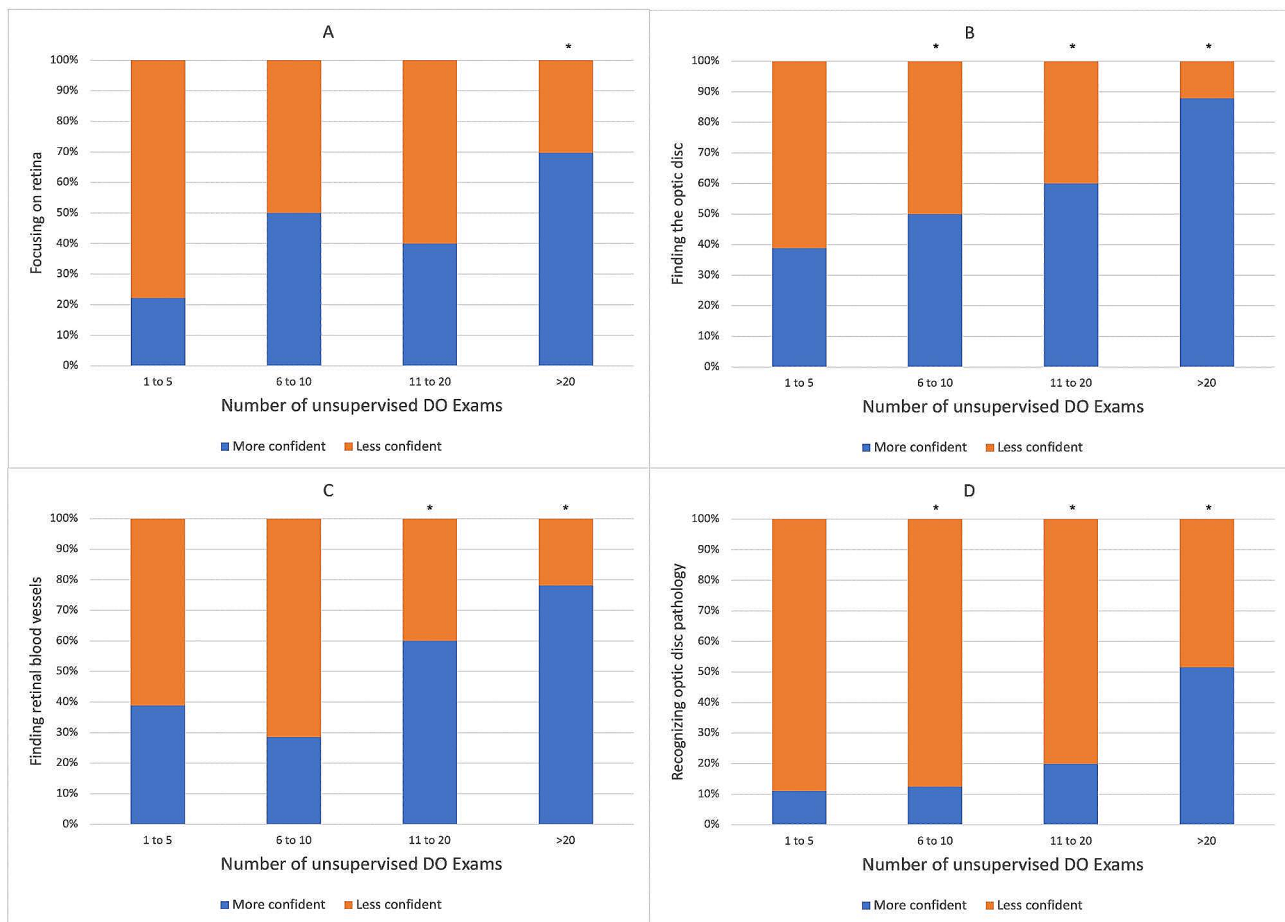 A
*
100%
90%
80%
70%
60%
50%
40%
30%
20%
10%
0%
Focusing on retina
1 to 5 6 to 10 11 to 20 >20
Number of unsupervised DO Exams
More confident Less confident
B
* * *
100%
90%
80%
70%
60%
50%
40%
30%
20%
10%
0%
Finding the optic disc
1 to 5 6 to 10 11 to 20 >20
Number of unsupervised DO Exams
More confident Less confident
C
* *
100%
90%
80%
70%
60%
50%
40%
30%
20%
10%
0%
Finding retinal blood vessels
1 to 5 6 to 10 11 to 20 >20
Number of unsupervised DO Exams
More confident Less confident
D
* * *
100%
90%
80%
70%
60%
50%
40%
30%
20%
10%
0%
Recognizing optic disc pathology
1 to 5 6 to 10 11 to 20 >20
Number of unsupervised DO Exams
More confident Less confident